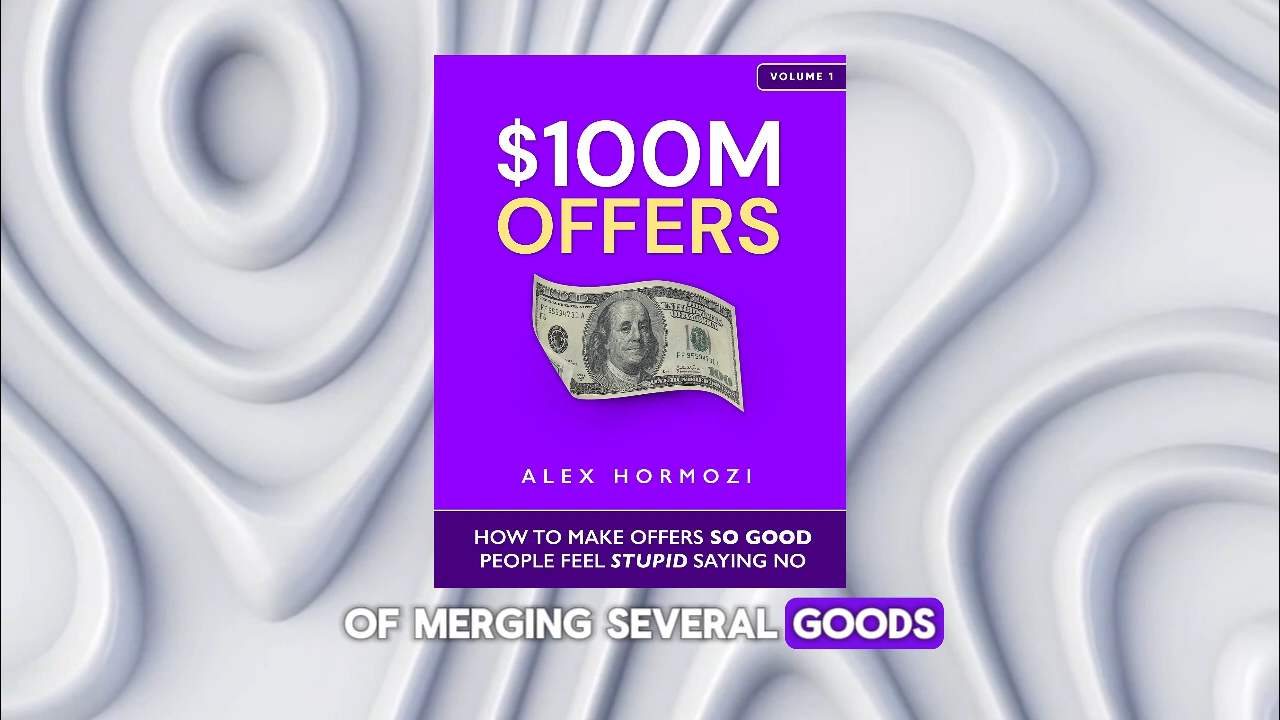 VOLUME 1
$100M
OFFERS
ALEX HORMOZI
HOW TO MAKE OFFERS SO GOOD
PEOPLE FEEL STUPID SAYING NO
OF MERGING SEVERAL GOODS